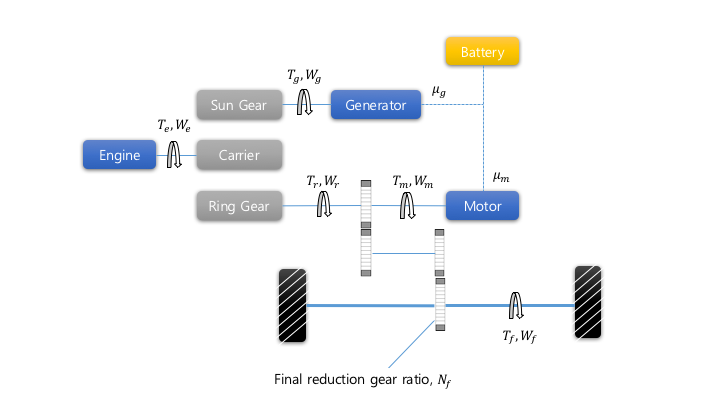 Battery
T_g, W_g
μ_g
Sun Gear
Generator
T_e, W_e
Engine
Carrier
μ_m
T_r, W_r
T_m, W_m
Ring Gear
Motor
T_f, W_f
Final reduction gear ratio, N_f